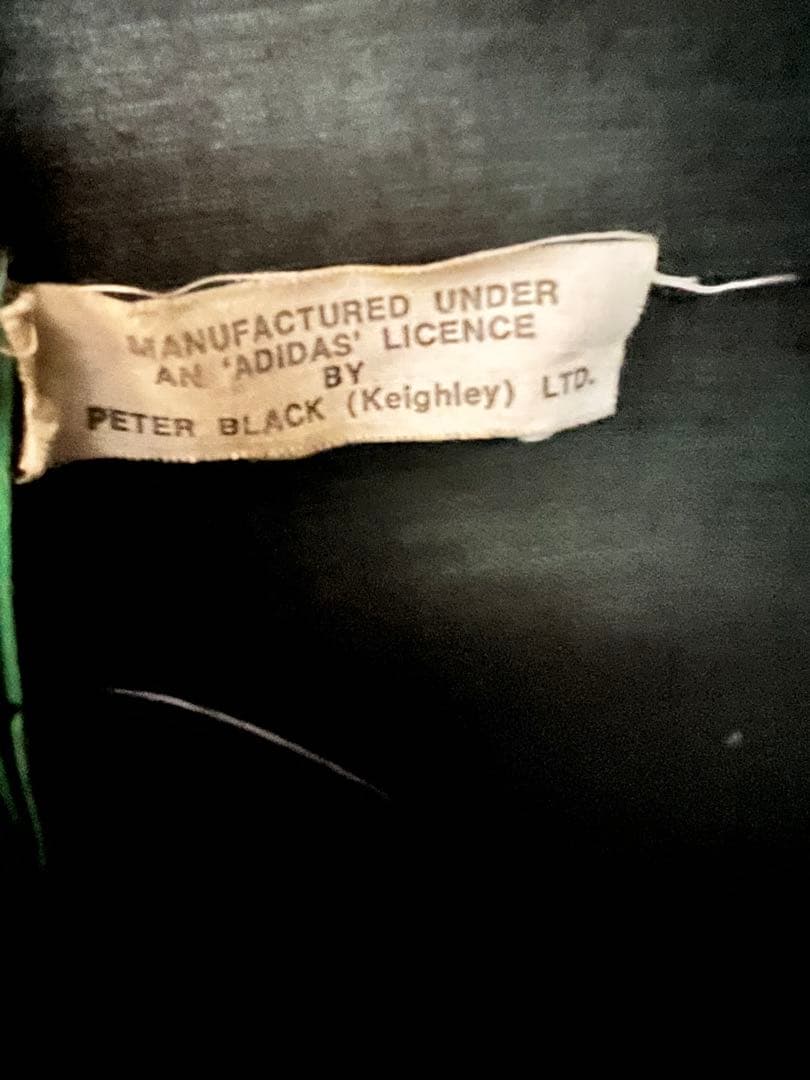 MANUFACTURED UNDER
AN 'ADIDAS' LICENCE
BY
PETER BLACK (Keighley) LTD.